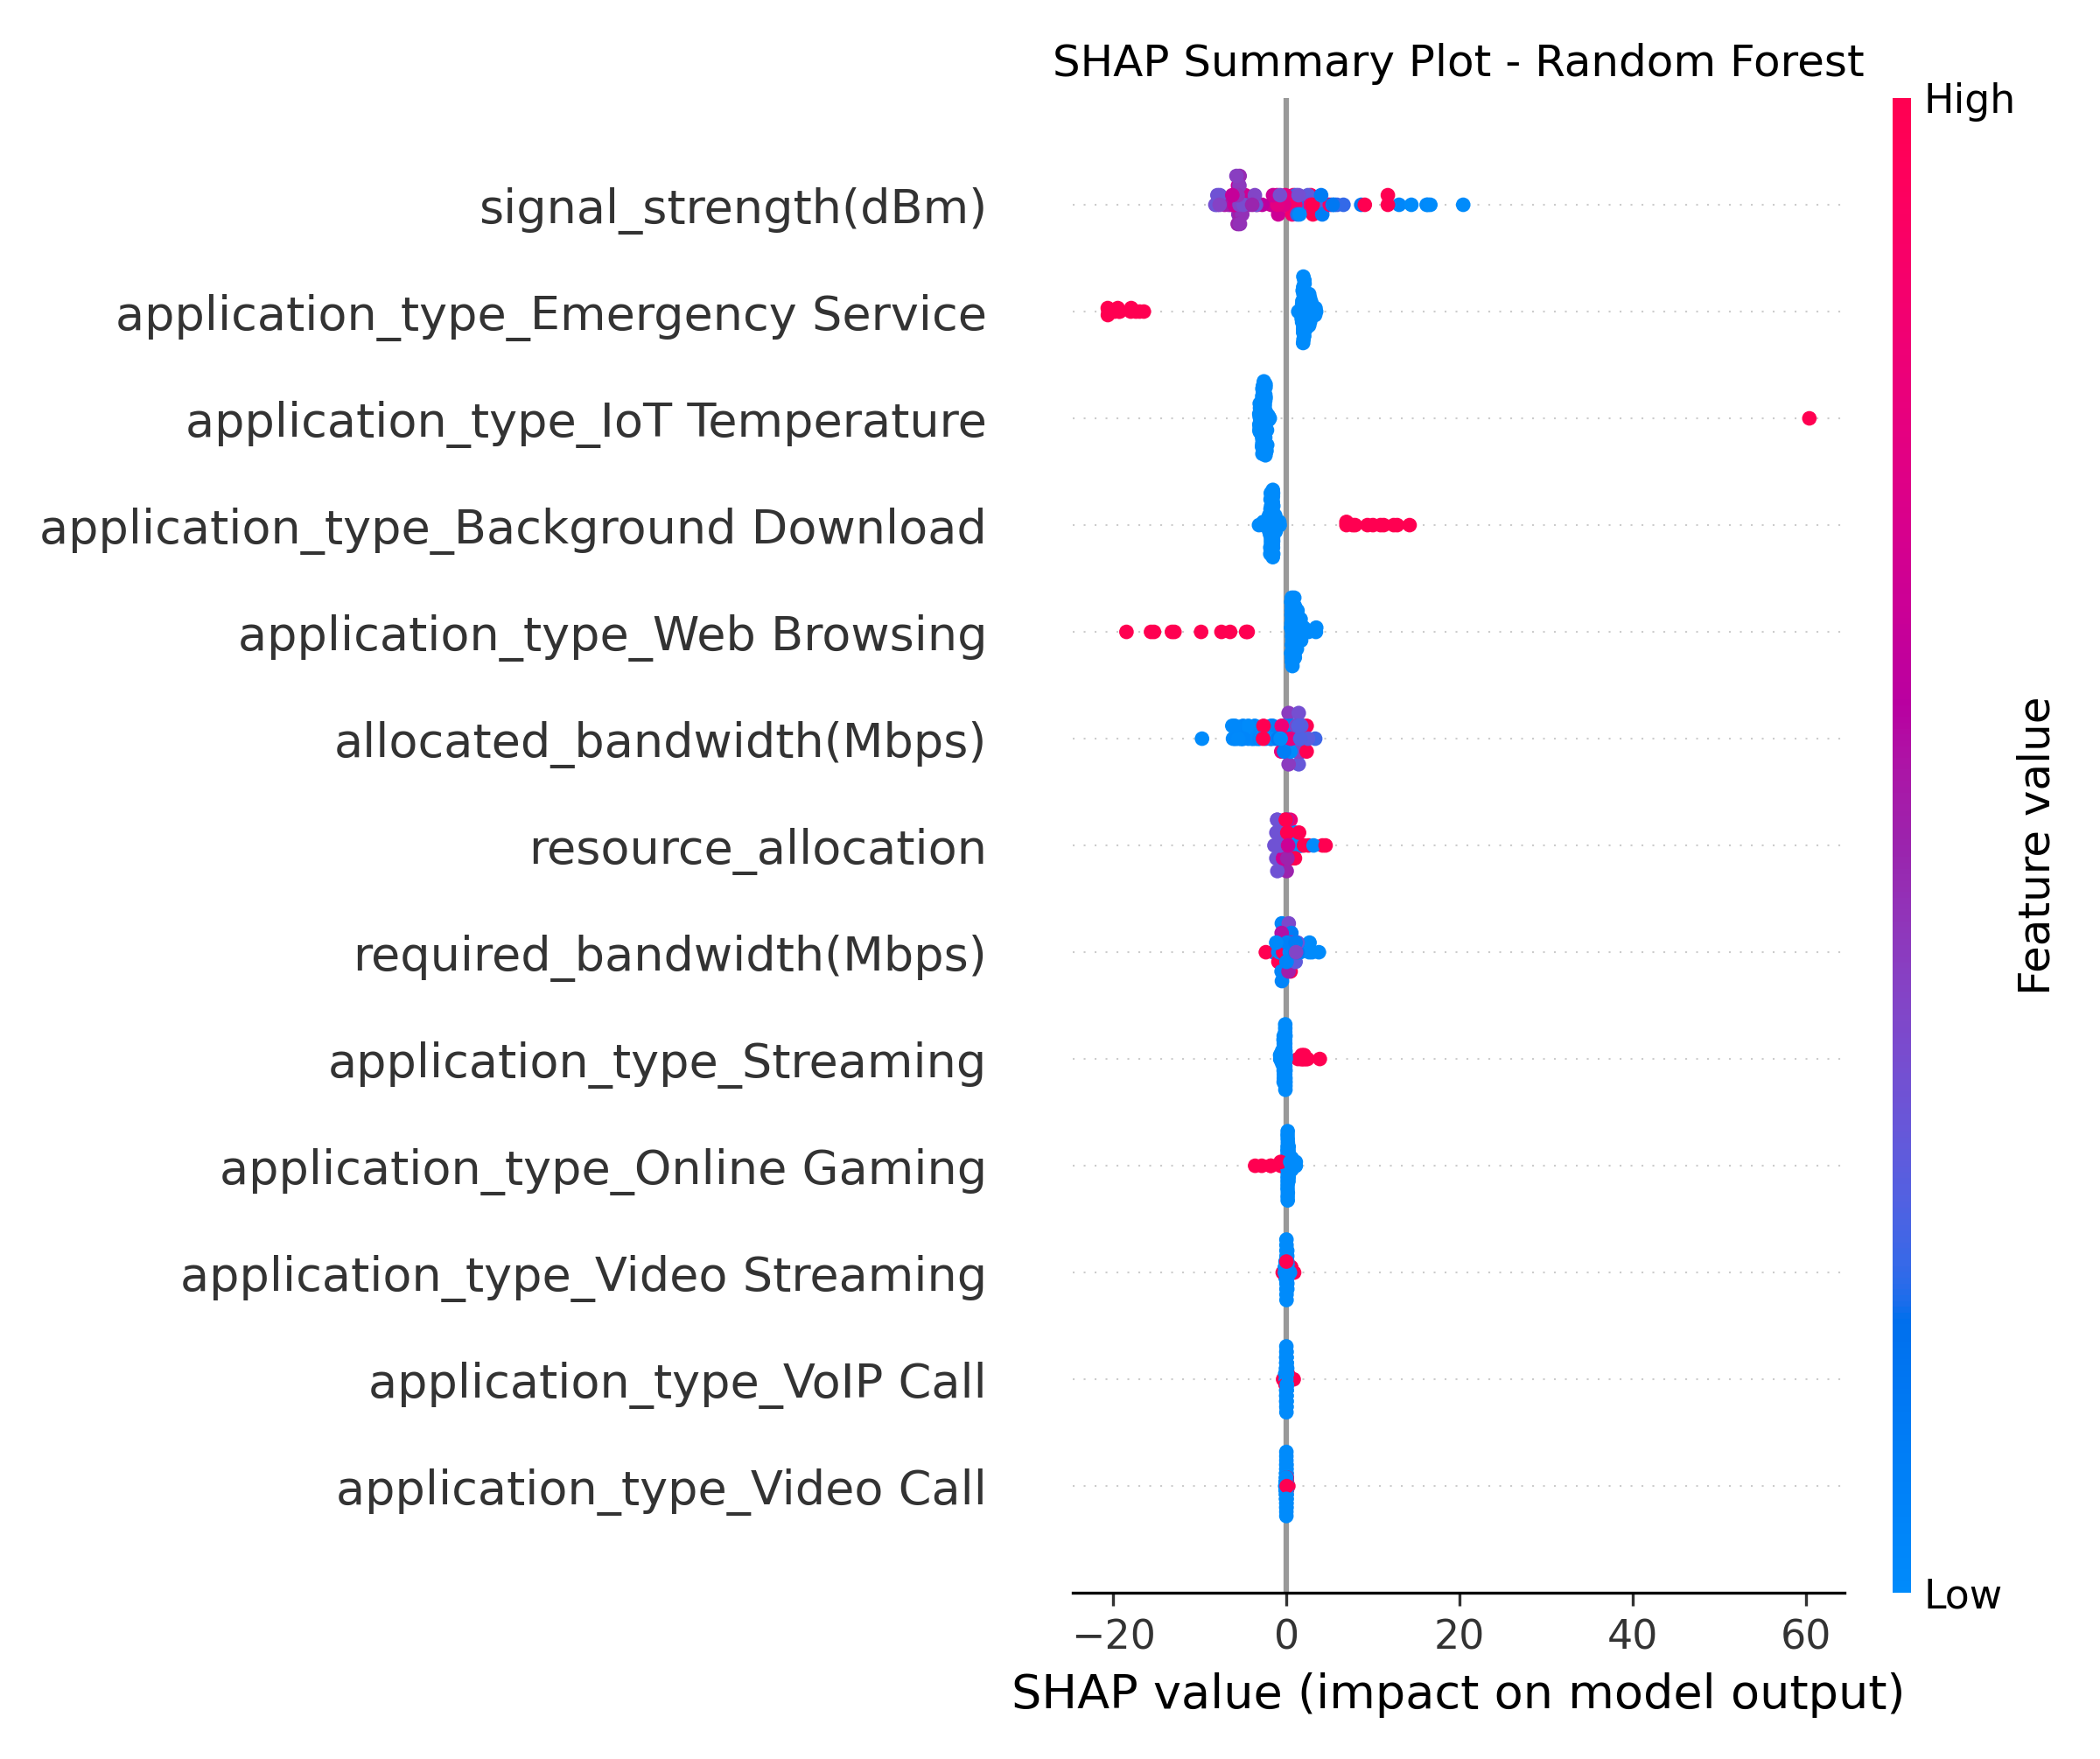 SHAP Summary Plot - Random Forest
High
signal_strength(dBm)
application_type_Emergency Service
application_type_IoT Temperature
application_type_Background Download
application_type_Web Browsing
allocated_bandwidth(Mbps)
resource_allocation
required_bandwidth(Mbps)
application_type_Streaming
application_type_Online Gaming
application_type_Video Streaming
application_type_VoIP Call
application_type_Video Call
Feature value
Low
−20 0 20 40 60
SHAP value (impact on model output)